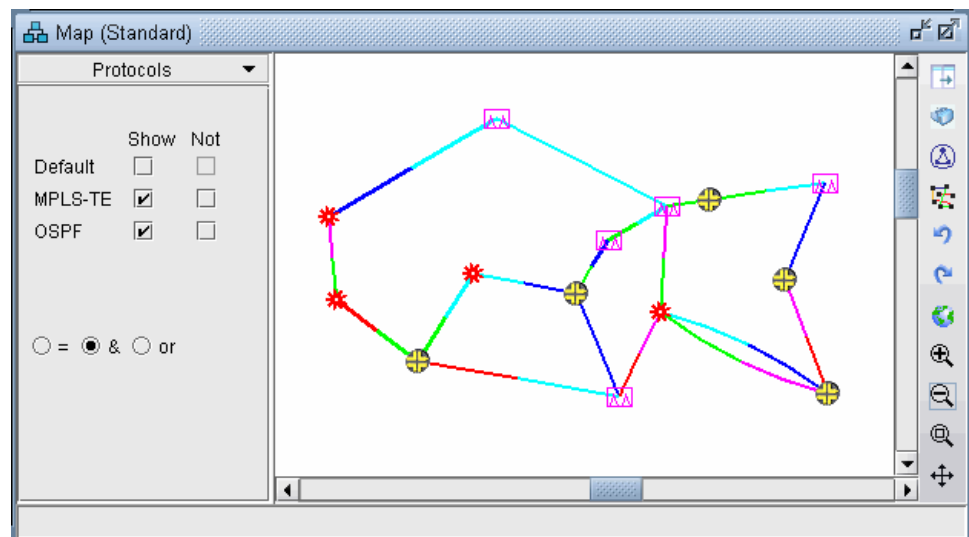 Map (Standard)
Protocols
Show Not
Default
MPLS-TE
OSPF
= & or